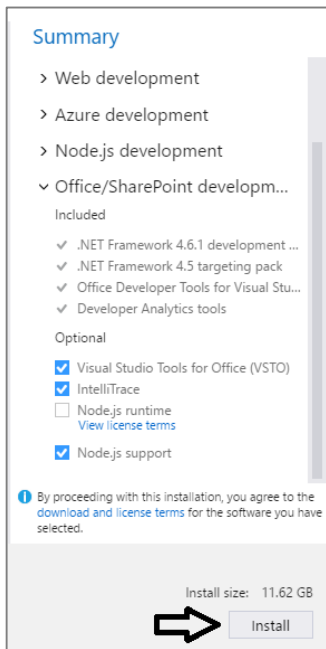 Summary
Web development
Azure development
Node.js development
Office/SharePoint developm...
Included
.NET Framework 4.6.1 development ...
.NET Framework 4.5 targeting pack
Office Developer Tools for Visual Stu...
Developer Analytics tools
Optional
Visual Studio Tools for Office (VSTO)
IntelliTrace
Node.js runtime
View license terms
Node.js support
By proceeding with this installation, you agree to the
download and license terms for the software you have
selected.
Install size: 11.62 GB
Install